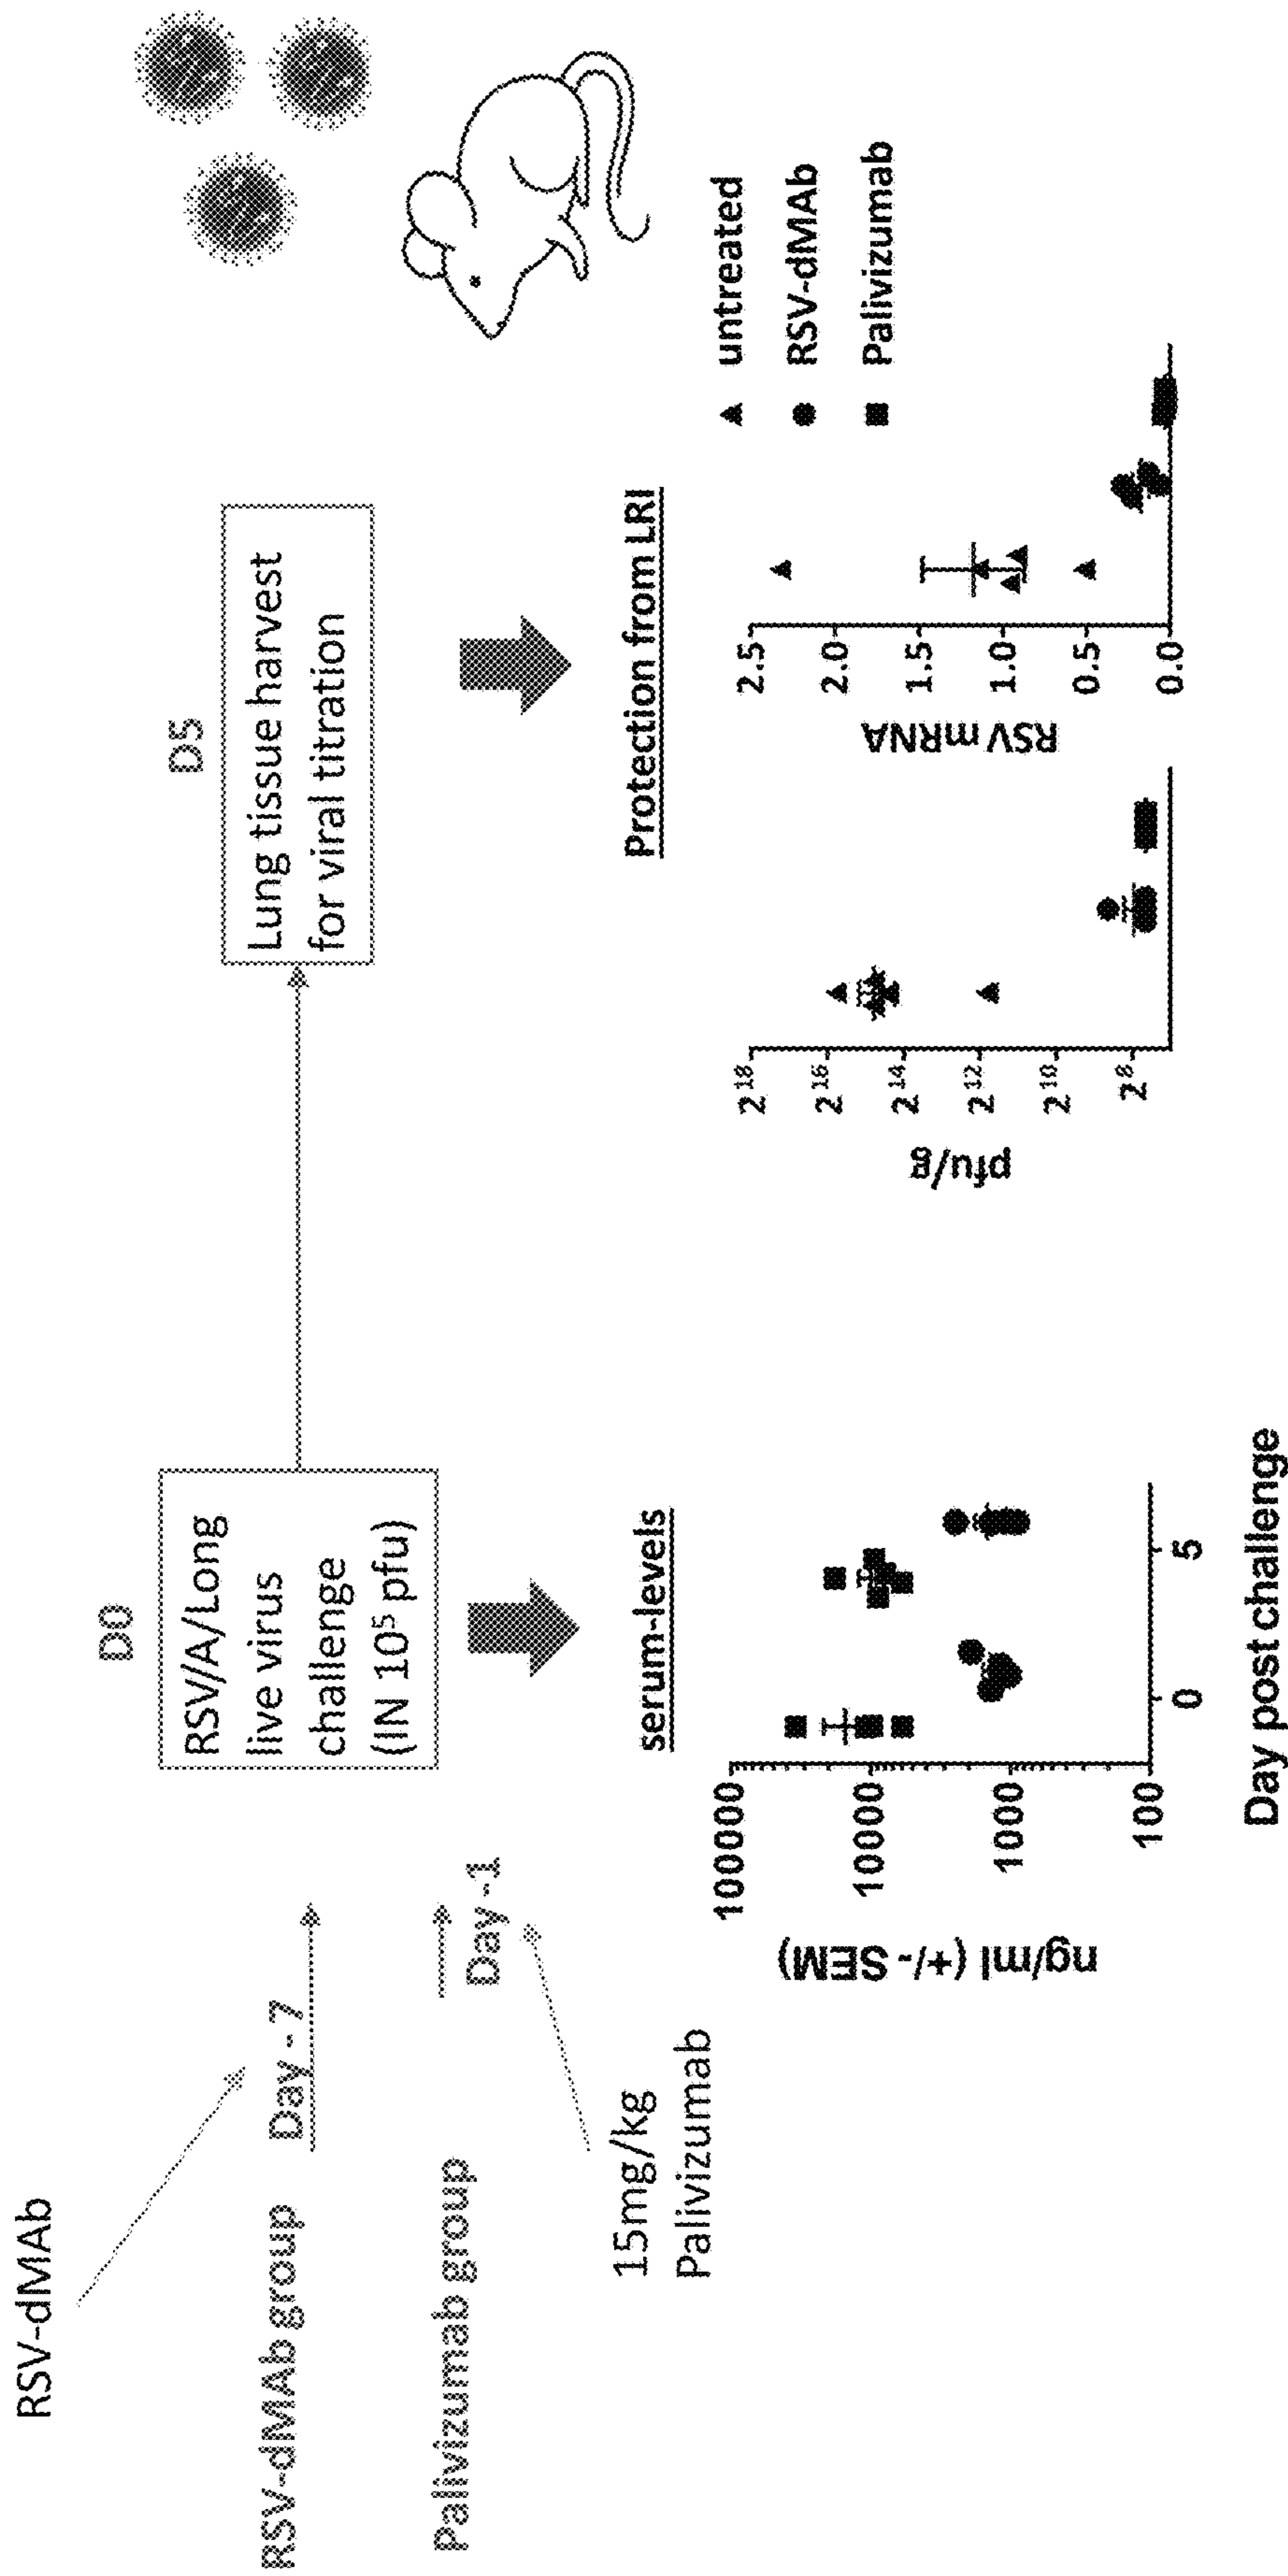 RSV-dMAb
RSV-dMAb group
Day - 7
Palivizumab group
Day -1
15mg/kg
Palivizumab
D0
RSV/A/Long
live virus
challenge
(IN 10⁵ pfu)
D5
Lung tissue harvest
for viral titration
serum-levels
ng/ml (+/- SEM)
100000
10000
1000
100
0
5
Day post challenge
Protection from LRI
pfu/g
2¹⁸
2¹⁶
2¹⁴
2¹²
2¹⁰
2⁸
RSV mRNA
2.5
2.0
1.5
1.0
0.5
0.0
untreated
RSV-dMAb
Palivizumab